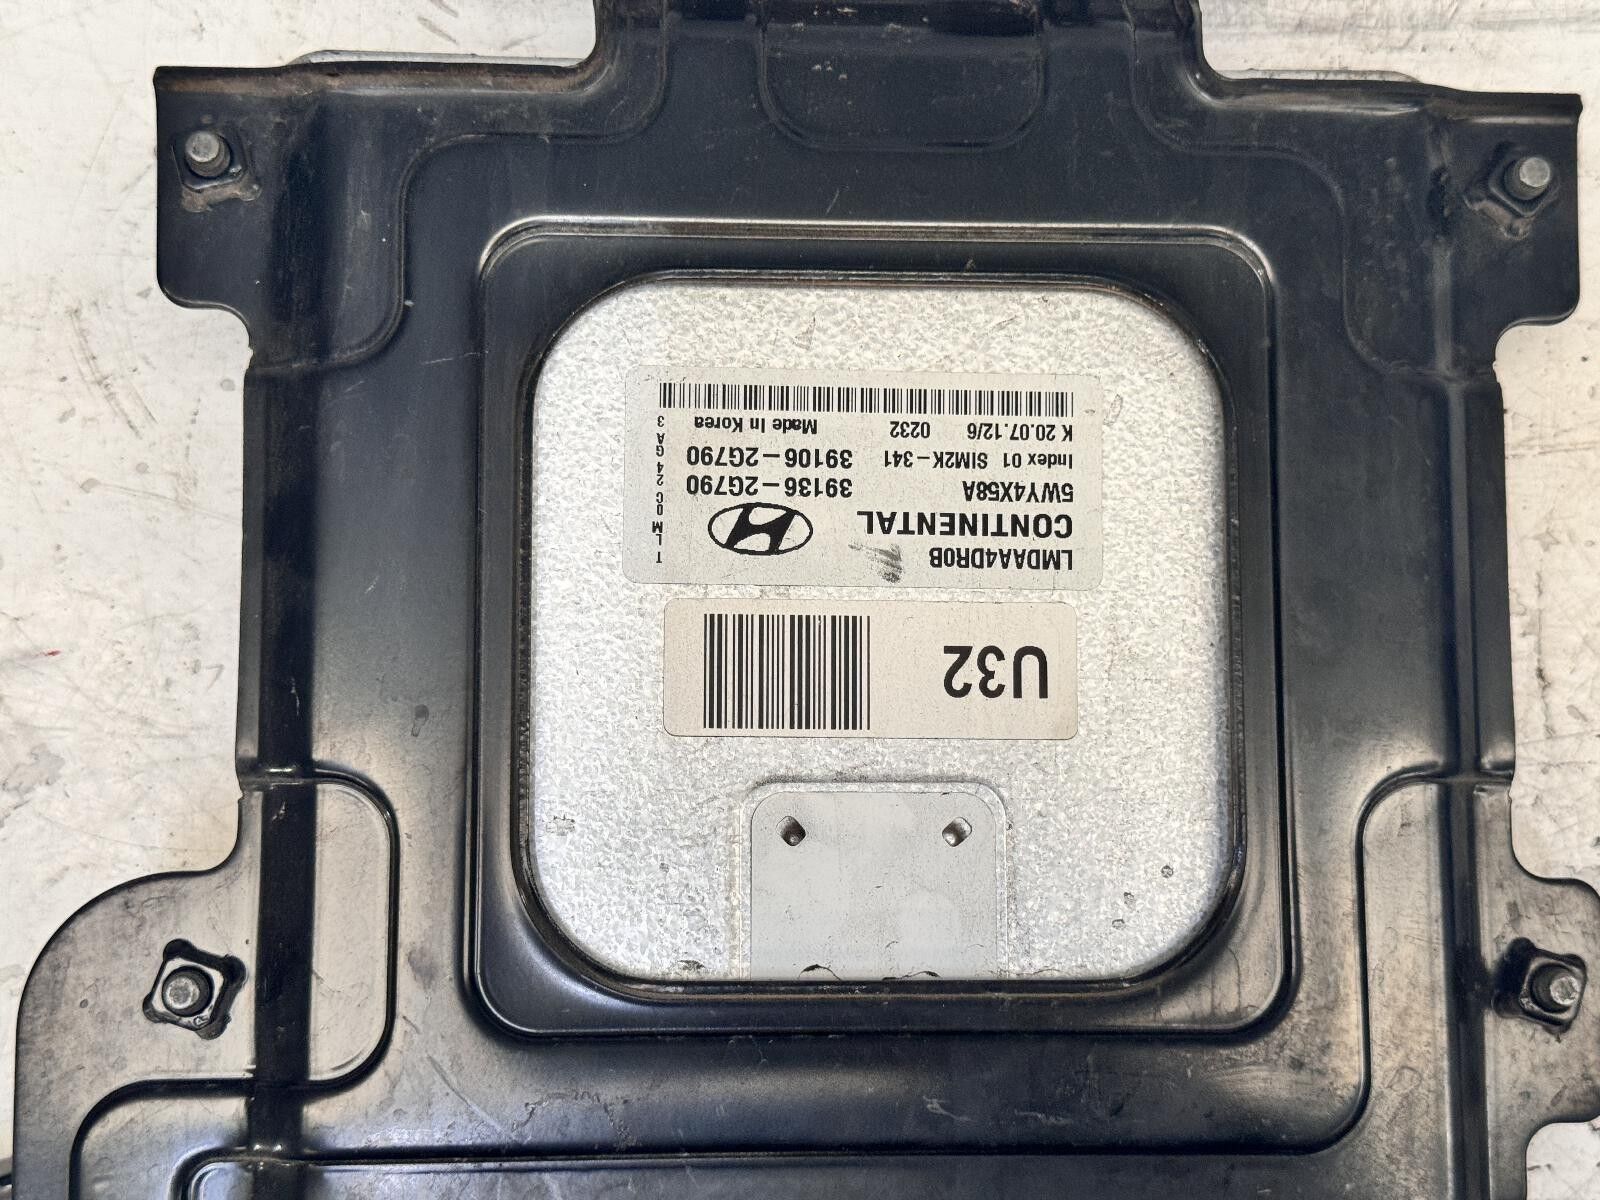 U32
LMDAA4DR0B
CONTINENTAL
5WY4X58A 39136-2G790
Index 01 SIM2K-341 39106-2G790
K 20.07.12/6 0232 Made In Korea
TLM0C24GA3